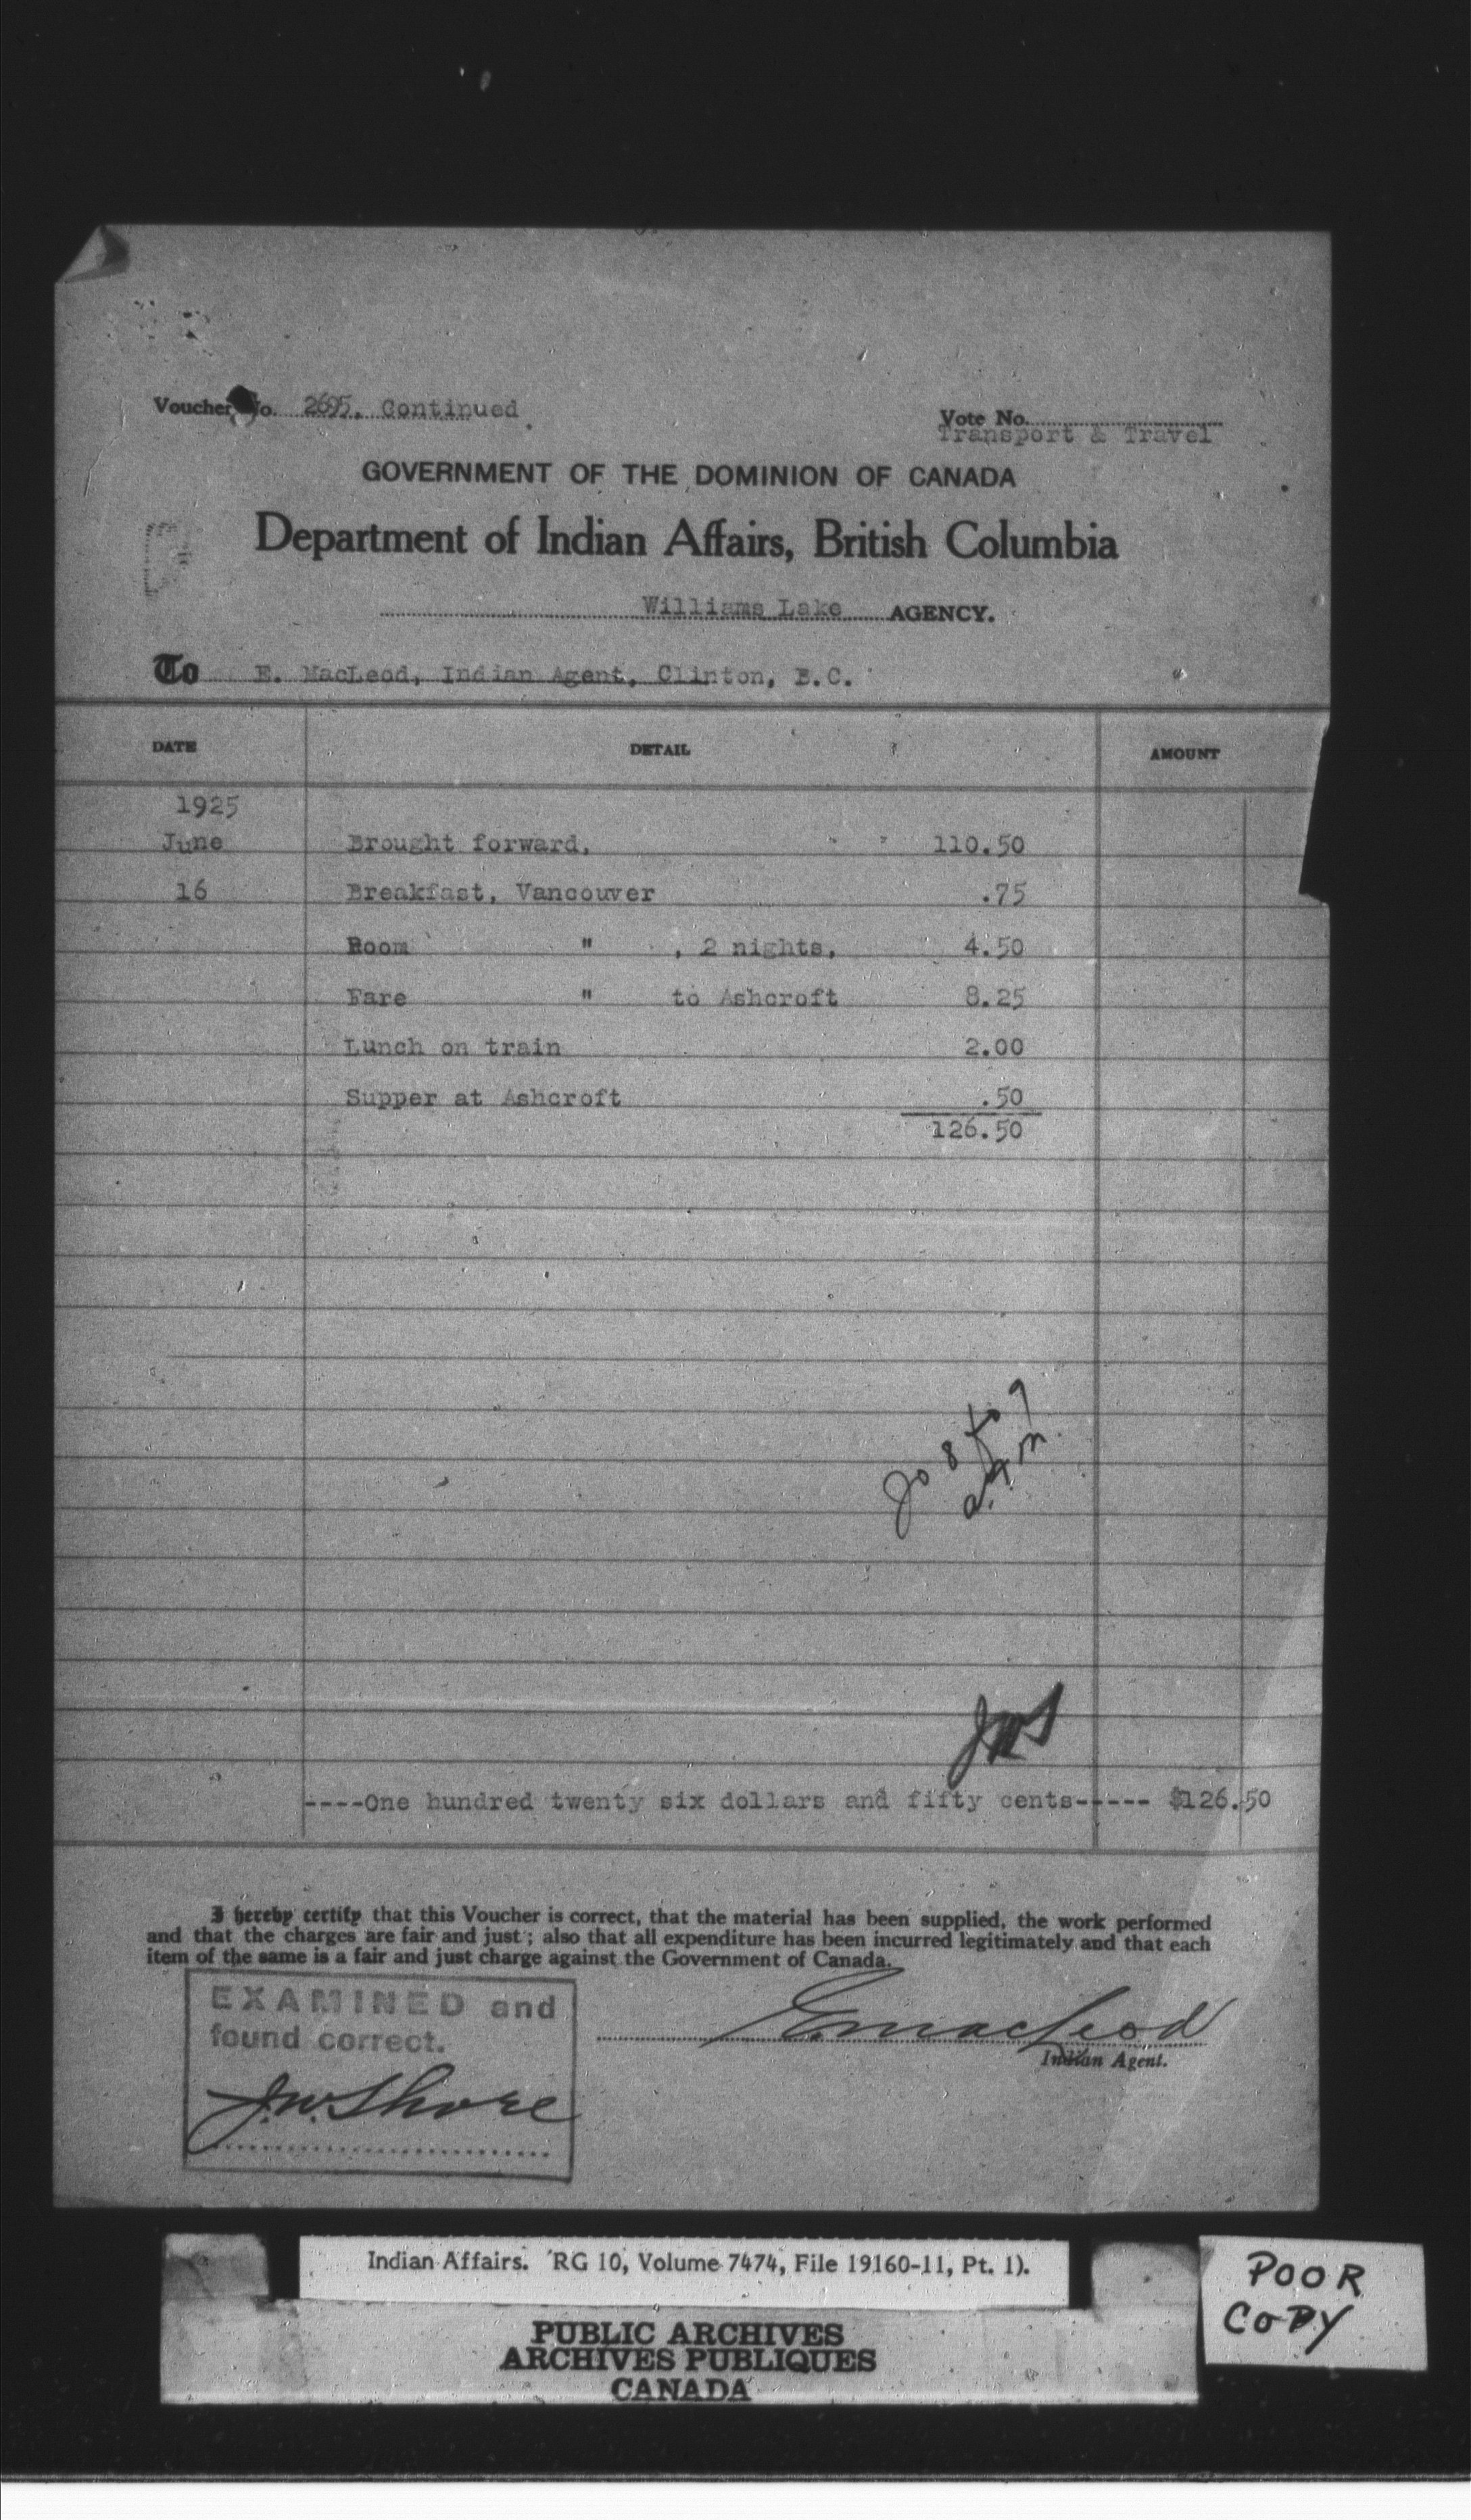 Voucher No. 2695. Continued
Vote No.
Transport & Travel
GOVERNMENT OF THE DOMINION OF CANADA
Department of Indian Affairs, British Columbia
Williams Lake AGENCY.
To E. MacLeod, Indian Agent, Clinton, B.C.
DATE DETAIL AMOUNT
1925
June Brought forward, 110.50
16 Breakfast, Vancouver .75
Room " , 2 nights, 4.50
Fare " to Ashcroft 8.25
Lunch on train 2.00
Supper at Ashcroft .50
126.50
JWS
----One hundred twenty six dollars and fifty cents------ $126.50
I hereby certify that this Voucher is correct, that the material has been supplied, the work performed
and that the charges are fair and just; also that all expenditure has been incurred legitimately and that each
item of the same is a fair and just charge against the Government of Canada.
EXAMINED and
found correct.
J.W. Shore
E MacLeod
Indian Agent.
Indian Affairs. RG 10, Volume 7474, File 19160-11, Pt. 1).
POOR
COPY
PUBLIC ARCHIVES
ARCHIVES PUBLIQUES
CANADA